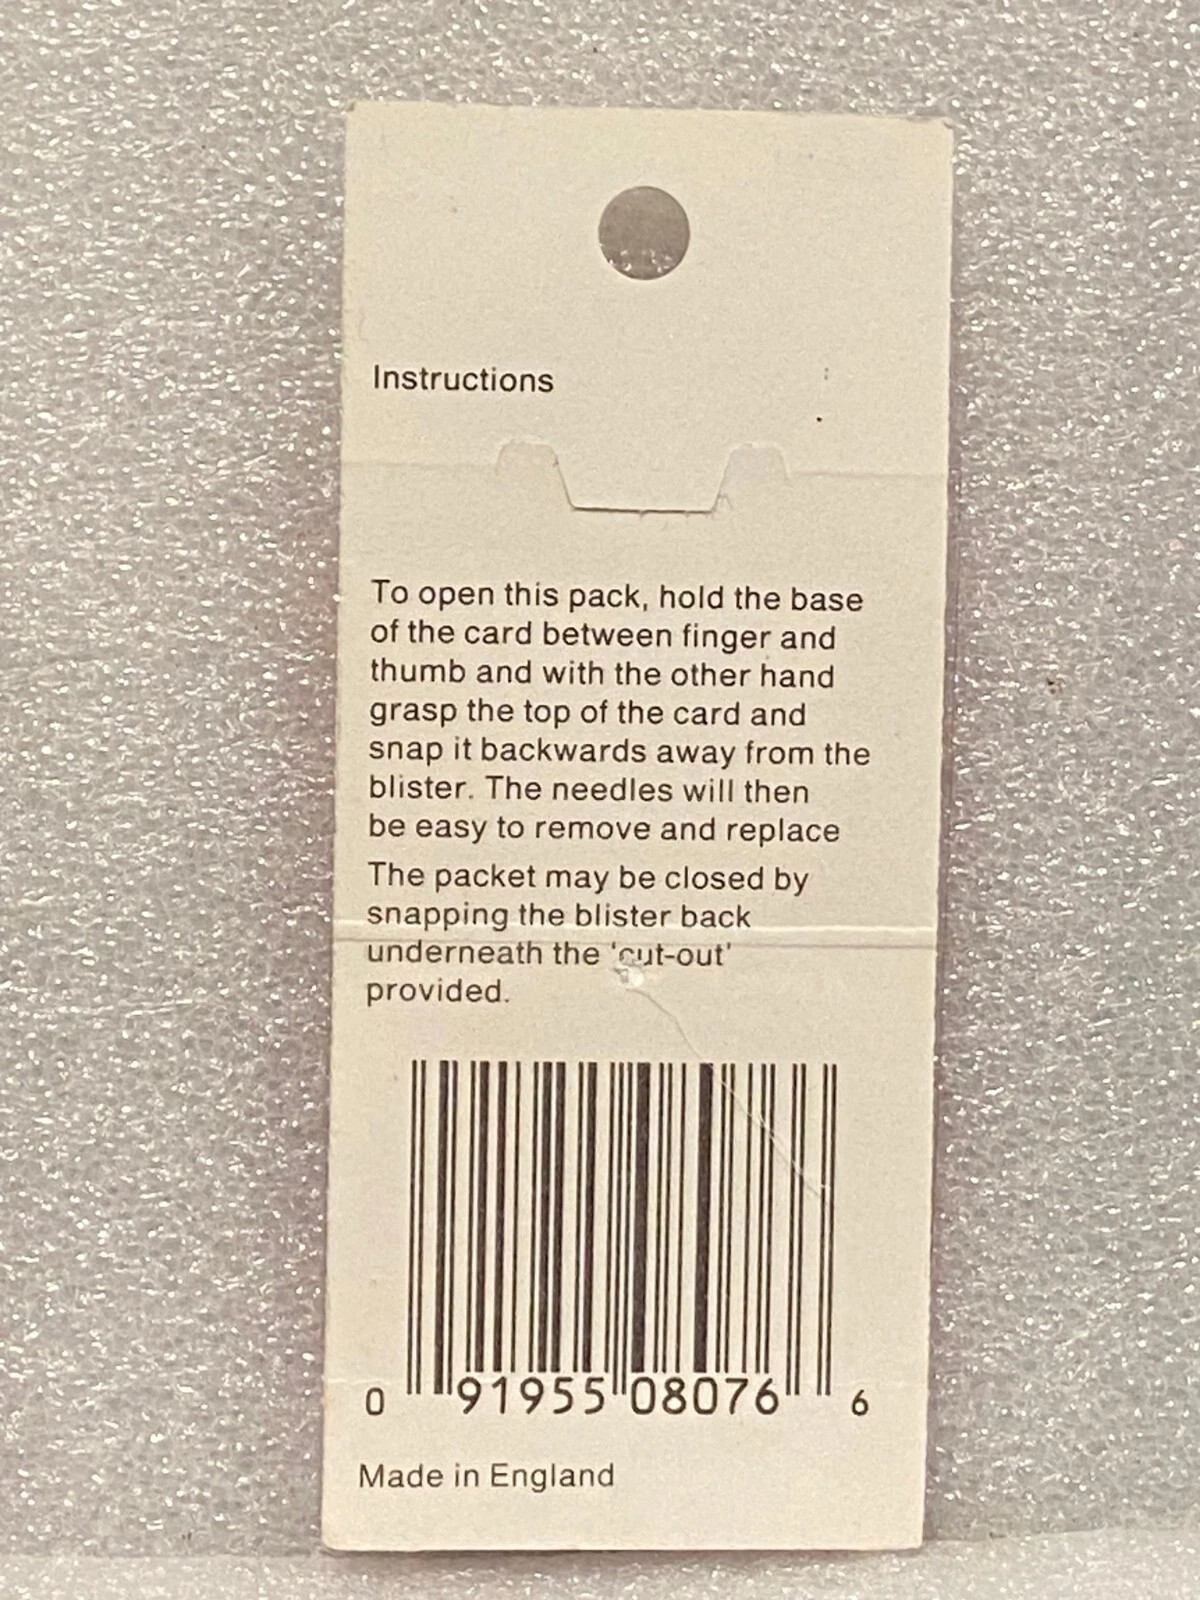 Instructions
To open this pack, hold the base
of the card between finger and
thumb and with the other hand
grasp the top of the card and
snap it backwards away from the
blister. The needles will then
be easy to remove and replace
The packet may be closed by
snapping the blister back
underneath the 'cut-out'
provided.
0 91955 08076 6
Made in England